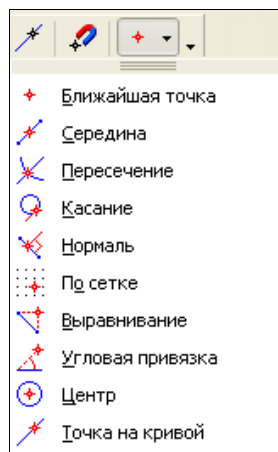 Ближайшая точка
Середина
Пересечение
Касание
Нормаль
По сетке
Выравнивание
Угловая привязка
Центр
Точка на кривой